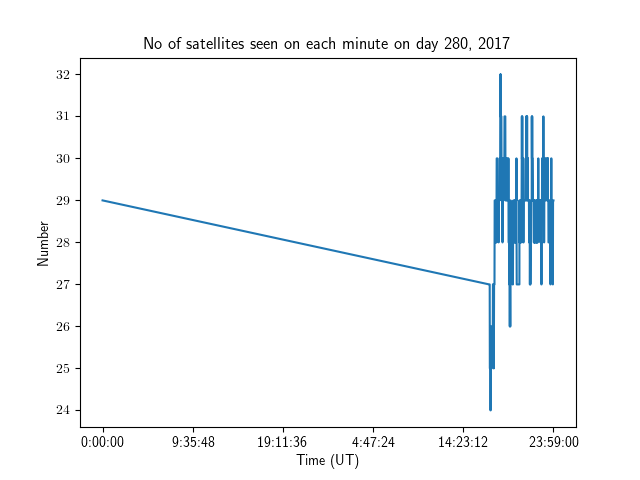 No of satellites seen on each minute on day 280, 2017
32
31
30
29
28
27
26
25
24
Number
0:00:00 9:35:48 19:11:36 4:47:24 14:23:12 23:59:00
Time (UT)